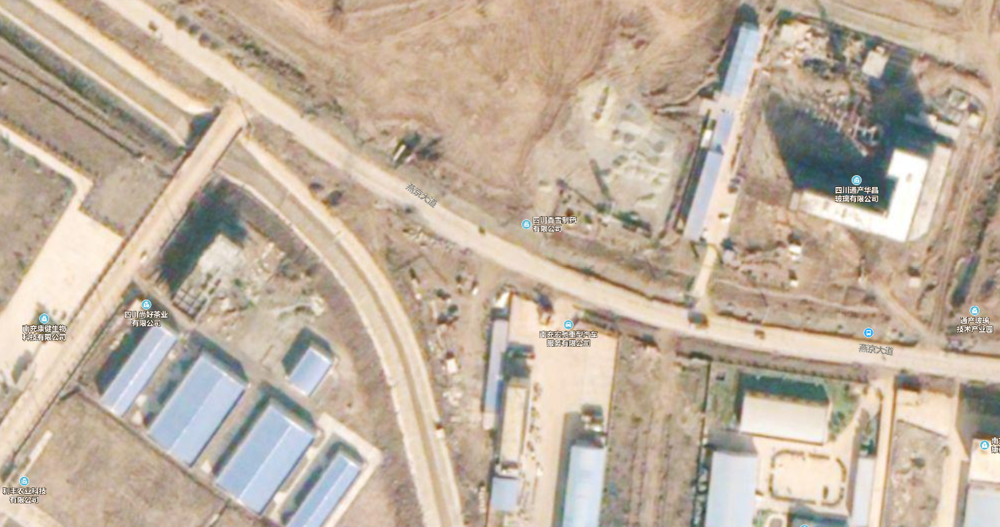 四川通产华晶
玻璃有限公司
燕京大道
四川香雪制药
有限公司
四川尚好茶业
有限公司
南充康健生物
科技有限公司
南充宏驰重型汽车
服务有限公司
通产玻璃
技术产业园
燕京大道
利丰农业科技
有限公司